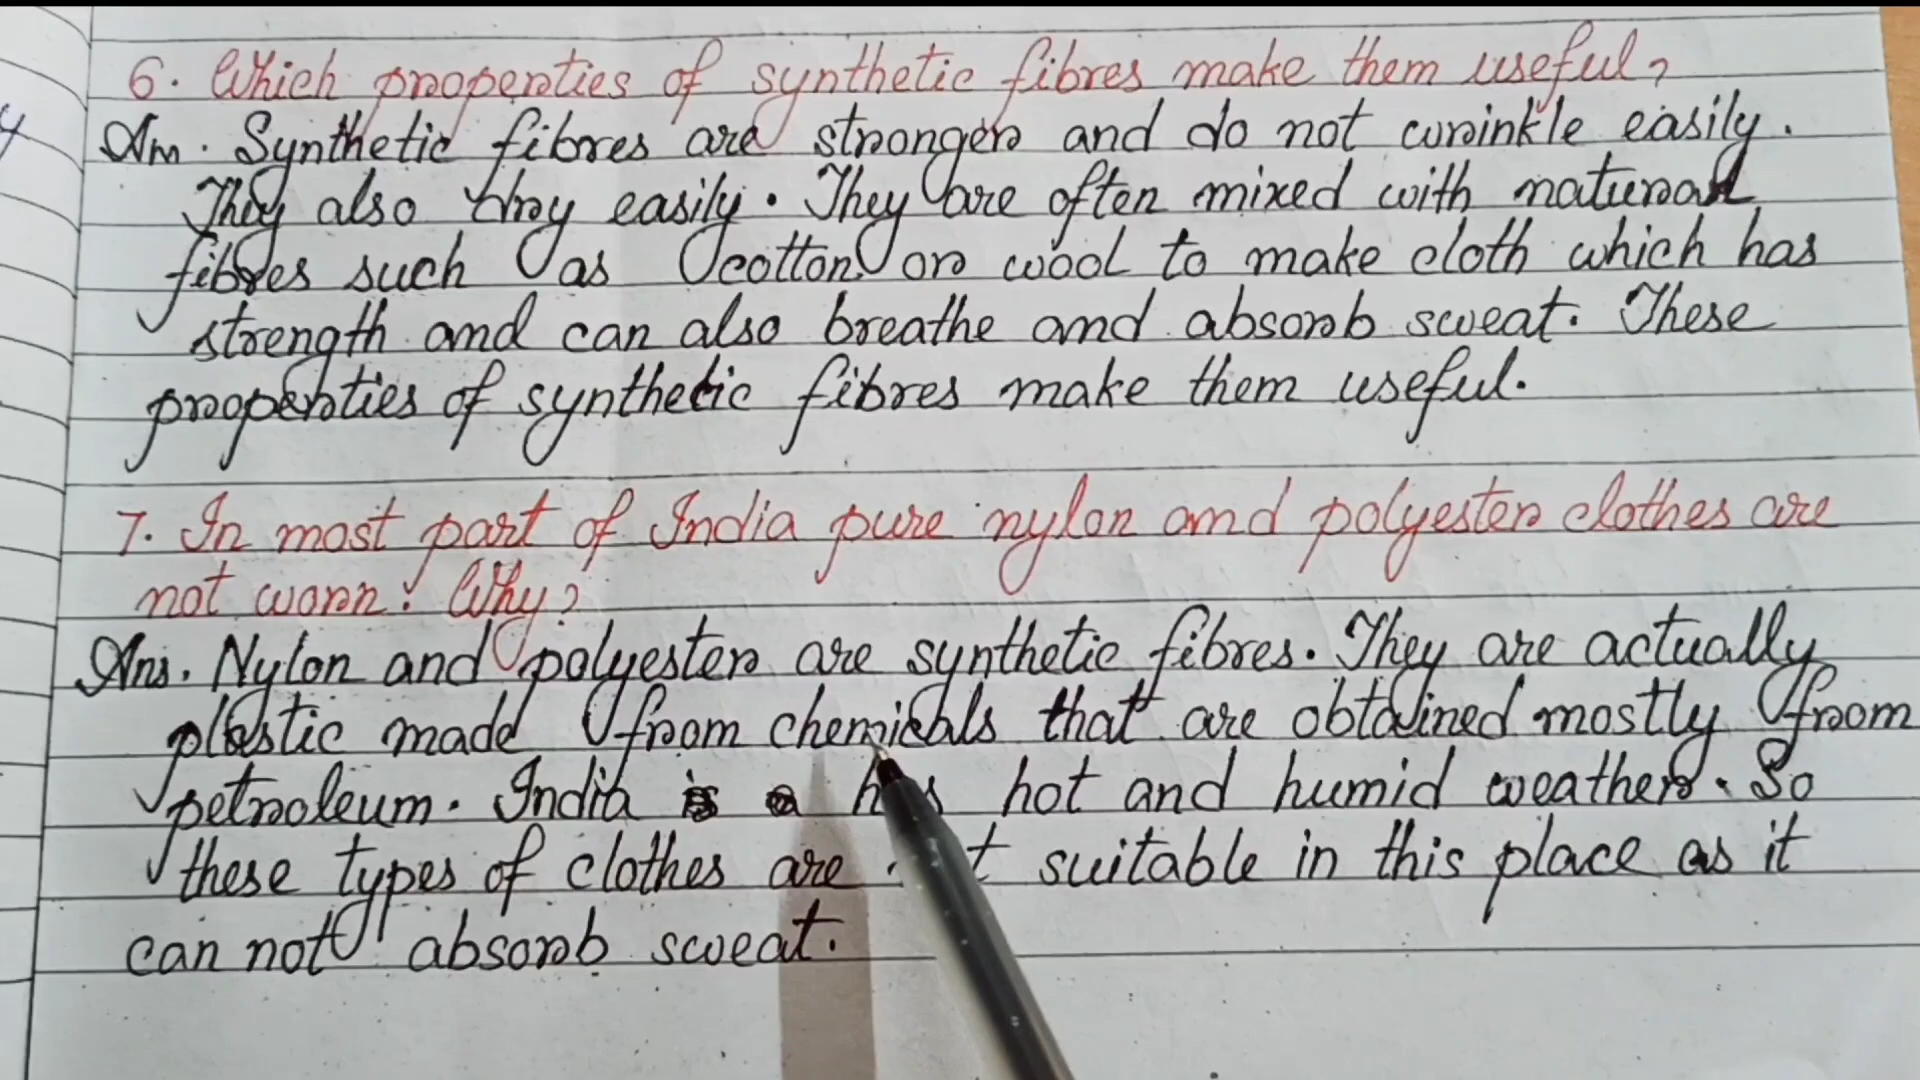 6. Which properties of synthetic fibres make them useful?
Ans. Synthetic fibres are stronger and do not wrinkle easily.
They also dry easily. They are often mixed with natural
fibres such as cotton or wool to make cloth which has
strength and can also breathe and absorb sweat. These
properties of synthetic fibres make them useful.
7. In most part of India pure nylon and polyester clothes are
not worn! Why?
Ans. Nylon and polyester are synthetic fibres. They are actually
plastic made from chemicals that are obtained mostly from
petroleum. India hot and humid weather. So
these types of clothes are suitable in this place as it
can not absorb sweat.